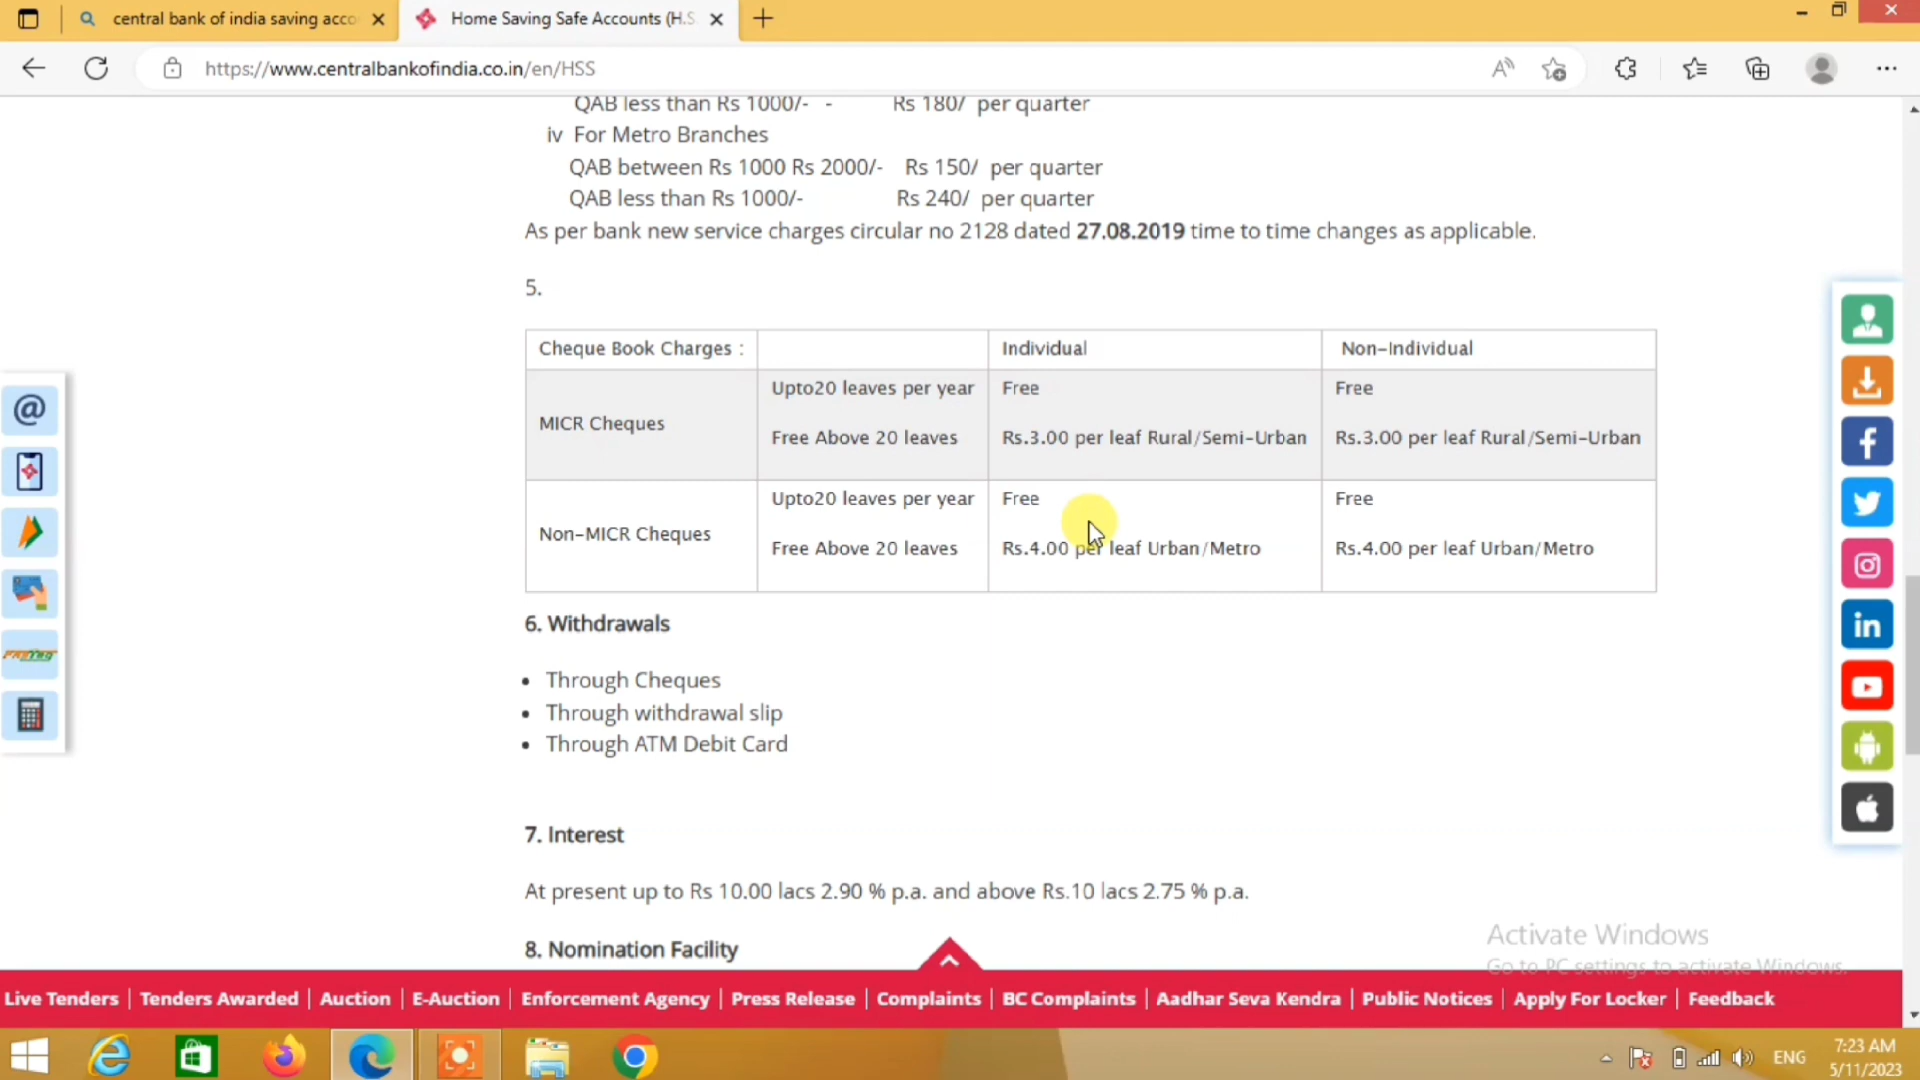 central bank of india saving acco
Home Saving Safe Accounts (H.S
https://www.centralbankofindia.co.in/en/HSS
QAB less than Rs 1000/- - Rs 180/ per quarter
iv For Metro Branches
QAB between Rs 1000 Rs 2000/- Rs 150/ per quarter
QAB less than Rs 1000/- Rs 240/ per quarter
As per bank new service charges circular no 2128 dated 27.08.2019 time to time changes as applicable.
5.
Cheque Book Charges : Individual Non-Individual
Upto20 leaves per year Free Free
MICR Cheques
Free Above 20 leaves Rs.3.00 per leaf Rural/Semi-Urban Rs.3.00 per leaf Rural/Semi-Urban
Upto20 leaves per year Free Free
Non-MICR Cheques
Free Above 20 leaves Rs.4.00 per leaf Urban/Metro Rs.4.00 per leaf Urban/Metro
6. Withdrawals
• Through Cheques
• Through withdrawal slip
• Through ATM Debit Card
7. Interest
At present up to Rs 10.00 lacs 2.90 % p.a. and above Rs.10 lacs 2.75 % p.a.
8. Nomination Facility
Activate Windows
Go to PC settings to activate Windows.
Live Tenders | Tenders Awarded | Auction | E-Auction | Enforcement Agency | Press Release | Complaints | BC Complaints | Aadhar Seva Kendra | Public Notices | Apply For Locker | Feedback
ENG
7:23 AM
5/11/2023